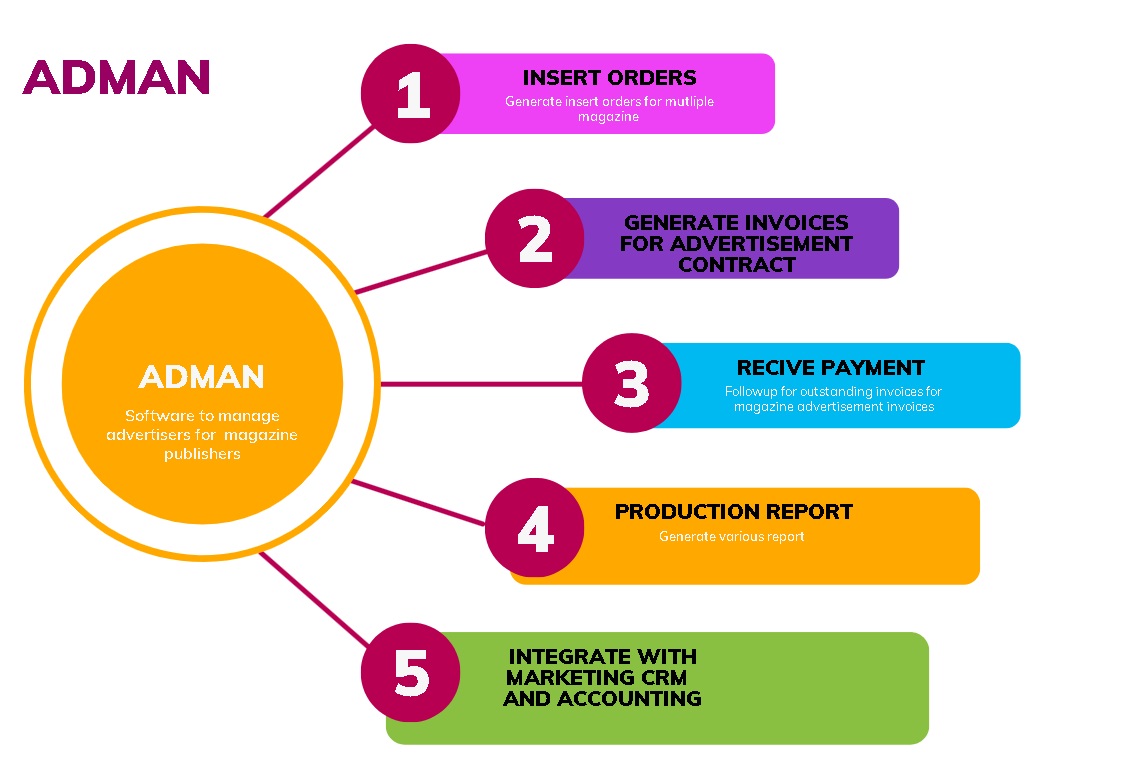 ADMAN
1
INSERT ORDERS
Generate insert orders for mutliple
magazine
2
GENERATE INVOICES
FOR ADVERTISEMENT
CONTRACT
3
RECIVE PAYMENT
Followup for outstanding invoices for
magazine advertisement invoices
ADMAN
Software to manage
advertisers for  magazine
publishers
4
PRODUCTION REPORT
Generate various report
5
INTEGRATE WITH
MARKETING CRM
AND ACCOUNTING